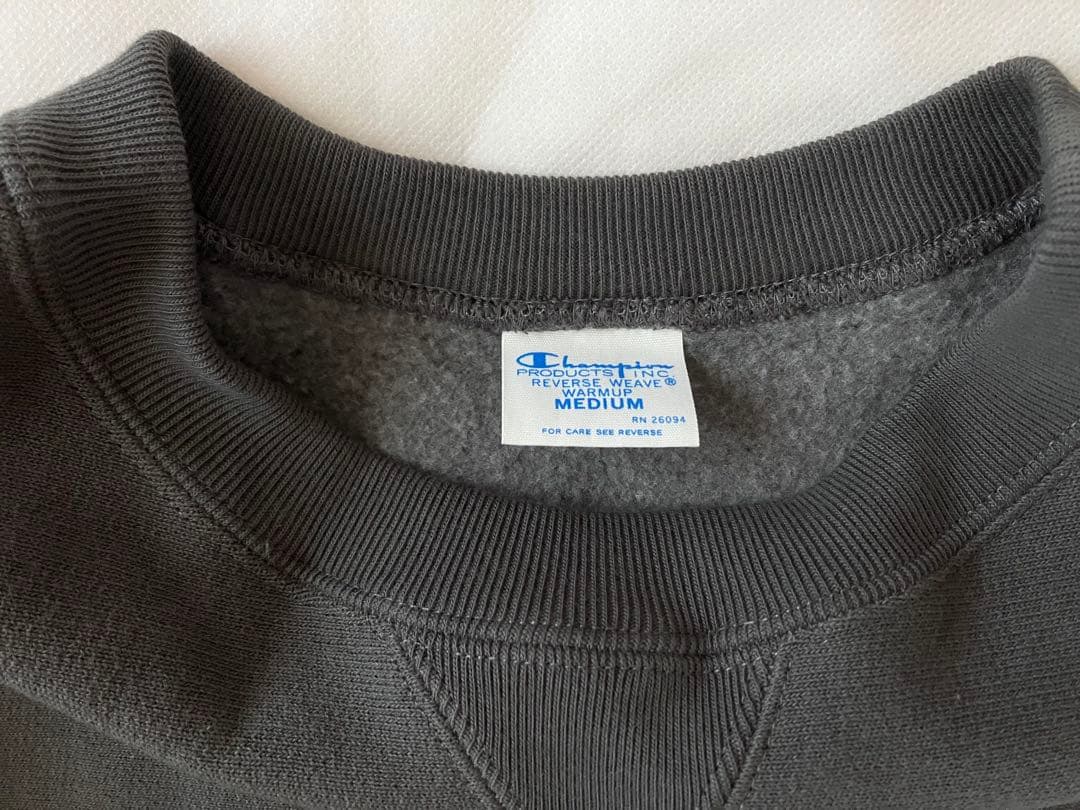 Champion
PRODUCTS INC.
REVERSE WEAVE®
WARMUP
MEDIUM
RN 26094
FOR CARE SEE REVERSE